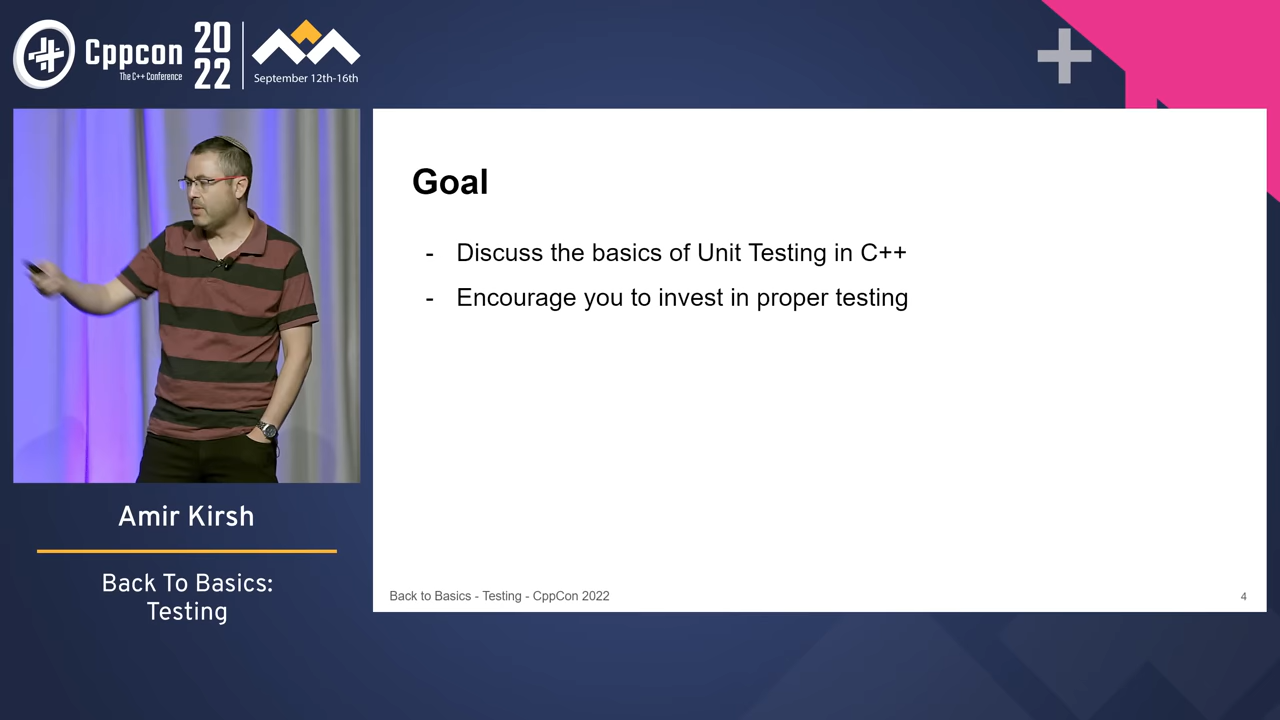 Cppcon
The C++ Conference
20
22
September 12th-16th
Goal
- Discuss the basics of Unit Testing in C++
- Encourage you to invest in proper testing
Back to Basics - Testing - CppCon 2022
4
Amir Kirsh
Back To Basics:
Testing